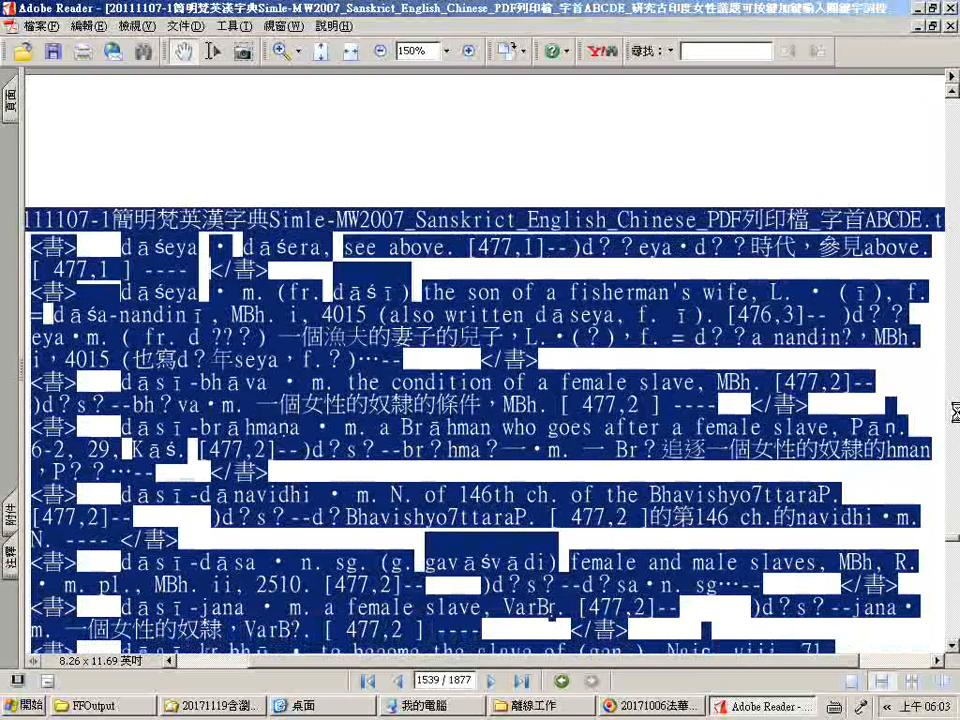 Adobe Reader - [20111107-1簡明梵英漢字典Simle-MW2007_Sanskrict_English_Chinese_PDF列印檔_字首ABCDE_研究古印度女性議題可按鍵
檔案(F) 編輯(E) 檢視(V) 文件(D) 工具(T) 視窗(W) 說明(H)
150% Y! 尋找:
頁面
111107-1簡明梵英漢字典Simle-MW2007_Sanskrict_English_Chinese_PDF列印檔_字首ABCDE.t
<書> dāśeya • dāsera, see above. [477,1]--)d??eya•d??時代，參見above.
[ 477,1 ] ---- </書>
<書> dāśeya • m. (fr. dāśī) the son of a fisherman's wife, L. • (ī), f.
= dāśa-nandinī, MBh. i, 4015 (also written dāseya, f. ī). [476,3]-- )d??
eya•m. ( fr. d ???) 一個漁夫的妻子的兒子，L.•(?)，f. = d??a nandin?，MBh.
i，4015 (也寫d？年seya，f.?)…-- </書>
<書> dāsī-bhāva • m. the condition of a female slave, MBh. [477,2]--
)d?s?--bh?va•m. 一個女性的奴隸的條件，MBh. [ 477,2 ] ---- </書>
<書> dāsī-brāhmaṇa • m. a Brāhman who goes after a female slave, Pāṇ.
6-2, 29, Kāś. [477,2]--)d?s?--br?hma?一•m. 一 Br？追逐一個女性的奴隸的hman
，P??…-- </書>
<書> dāsī-dānavidhi • m. N. of 146th ch. of the Bhavishyo7ttaraP.
[477,2]-- )d?s?--d?Bhavishyo7ttaraP. [ 477,2 ]的第146 ch.的navidhi•m.
N. ---- </書>
<書> dāsī-dāsa • n. sg. (g. gavāśvādi) female and male slaves, MBh, R.
• m. pl., MBh. ii, 2510. [477,2]-- )d?s?--d?sa•n. sg…-- </書>
<書> dāsī-jana • m. a female slave, VarBṛ. [477,2]-- )d?s?--jana•
m. 一個女性的奴隸，VarB?. [ 477,2 ] ---- </書>
附件
註釋
8.26 x 11.69 英吋
1539 / 1877
開始 FFOutput 20171119含瀏... 桌面 我的電腦 離線工作 20171006法華... Adobe Reader - [... 上午 06:03